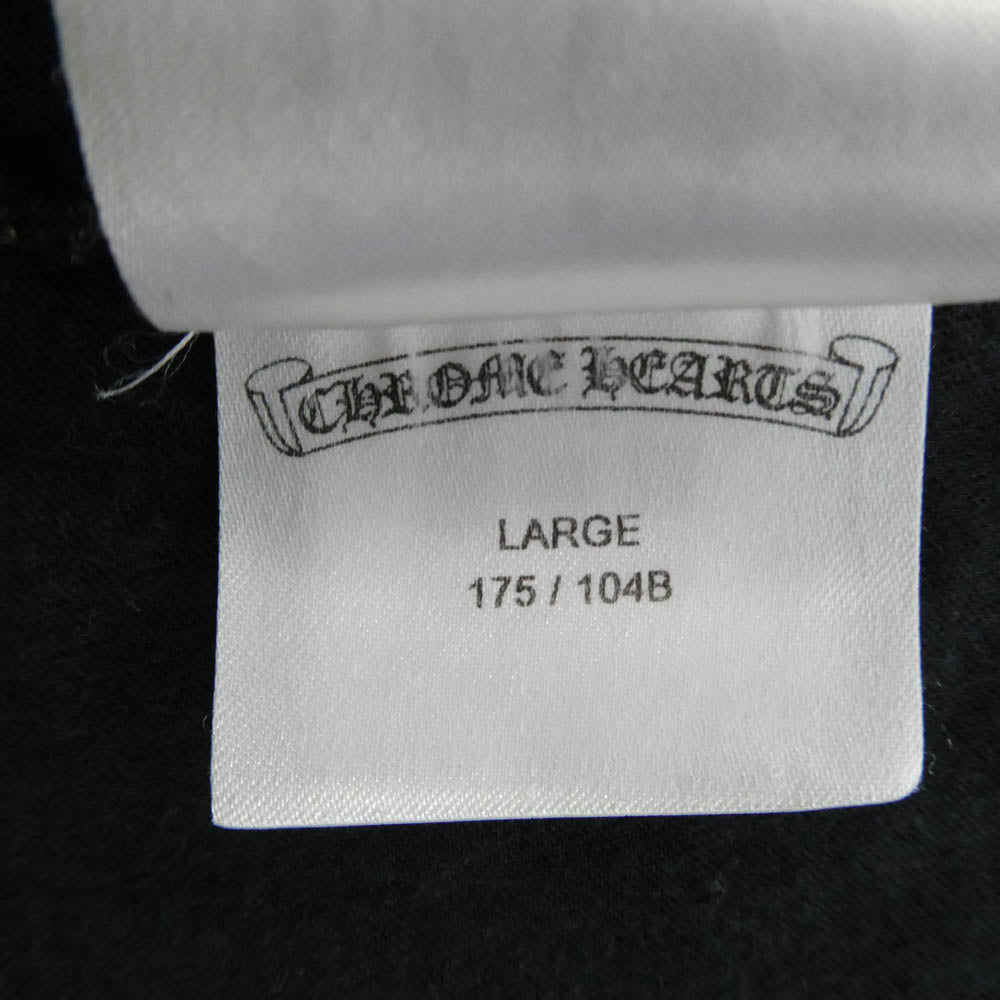 CHROME HEARTS
LARGE
175 / 104B